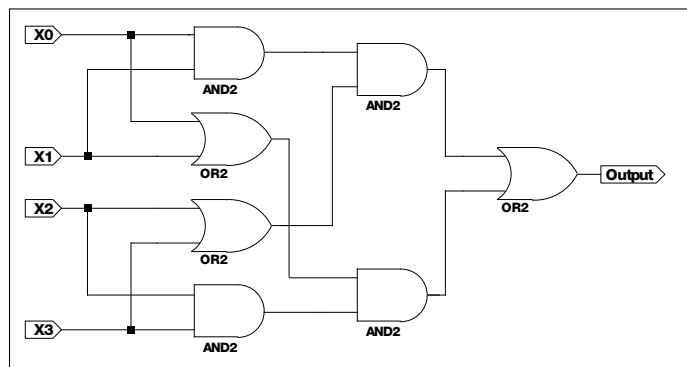 X0
AND2
AND2
X1
OR2
Output
X2
OR2
OR2
X3
AND2
AND2